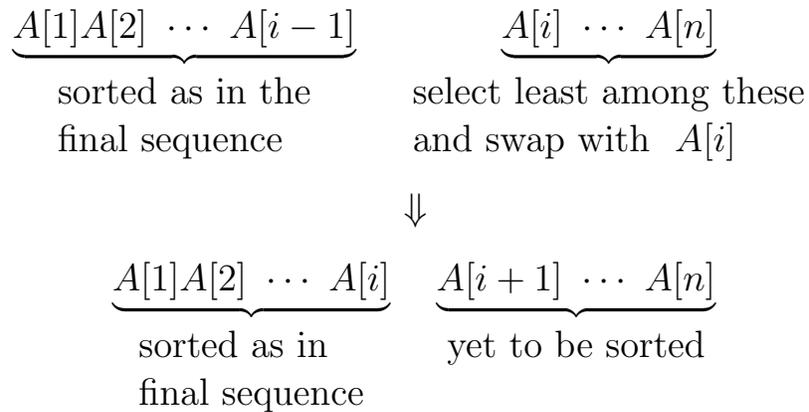 A[1]A[2] ⋯ A[i − 1] A[i] ⋯ A[n]
sorted as in the select least among these
final sequence and swap with A[i]
⇓
A[1]A[2] ⋯ A[i] A[i + 1] ⋯ A[n]
sorted as in yet to be sorted
final sequence